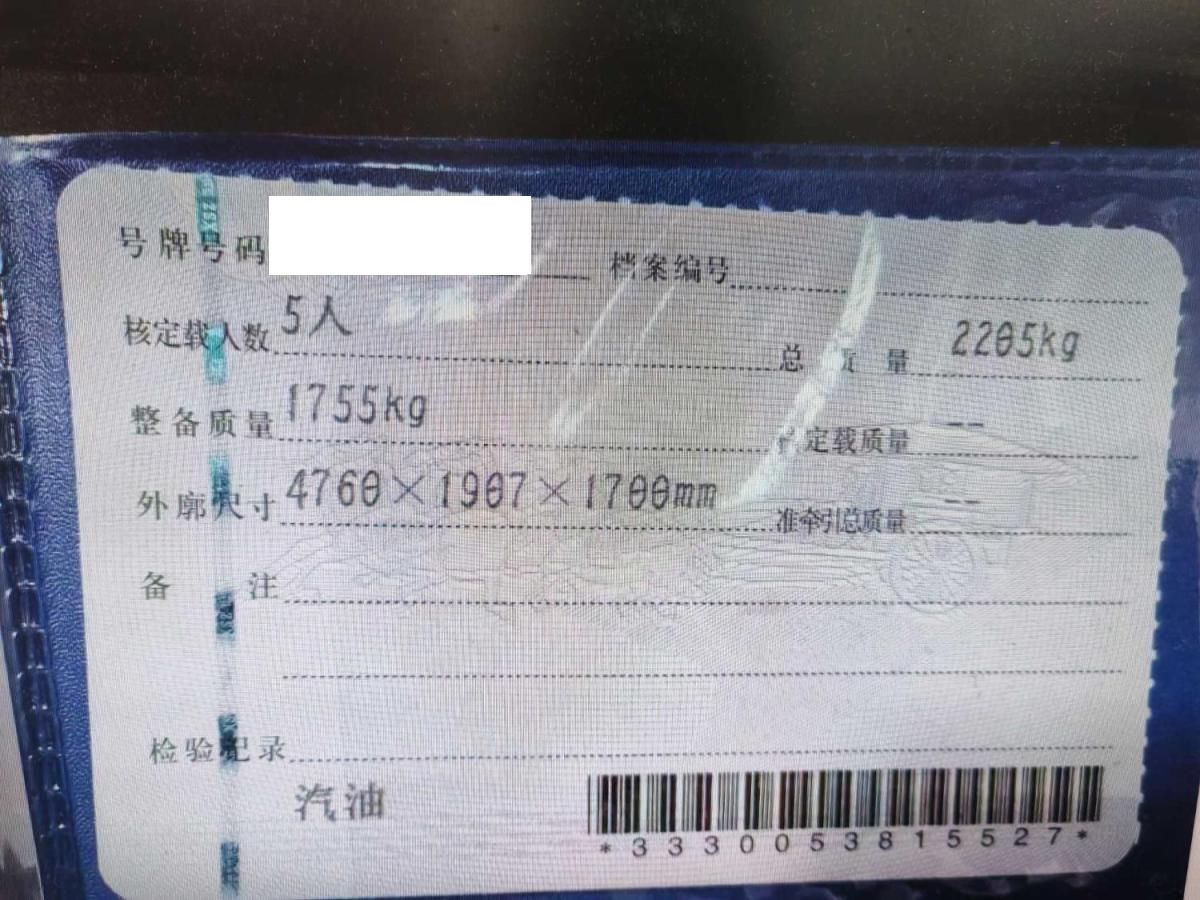 号牌号码 档案编号
核定载人数 5人 总质量 2205kg
整备质量 1755kg 定载质量 --
外廓尺寸 4760×1907×1700mm 准牵引总质量 --
备注
检验记录
汽油
*3330053815527*